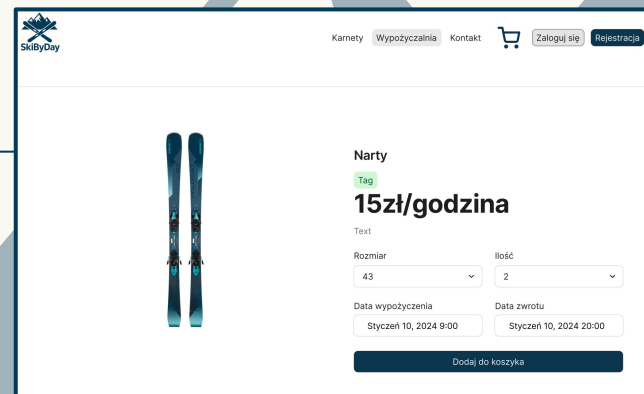 SkiByDay
Karnety Wypożyczalnia Kontakt Zaloguj się Rejestracja
Narty
Tag
15zł/godzina
Text
Rozmiar Ilość
43 2
Data wypożyczenia Data zwrotu
Styczeń 10, 2024 9:00 Styczeń 10, 2024 20:00
Dodaj do koszyka